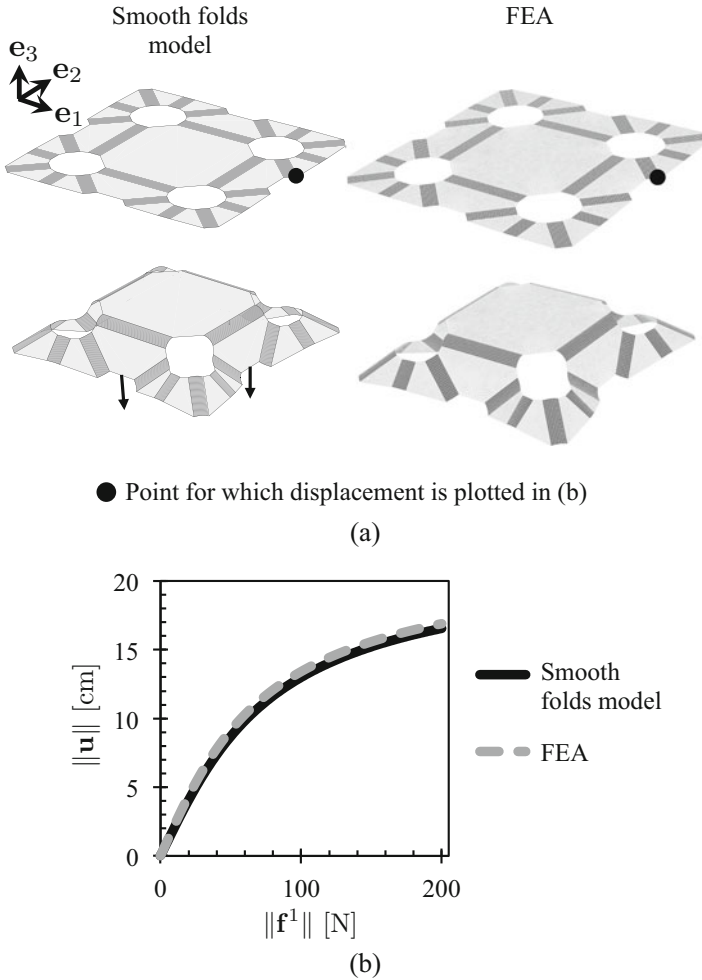 Smooth folds
model
FEA
e₃
e₂
e₁
● Point for which displacement is plotted in (b)
(a)
20
15
10
5
0
‖u‖ [cm]
0
100
200
‖f¹‖ [N]
Smooth
folds model
FEA
(b)